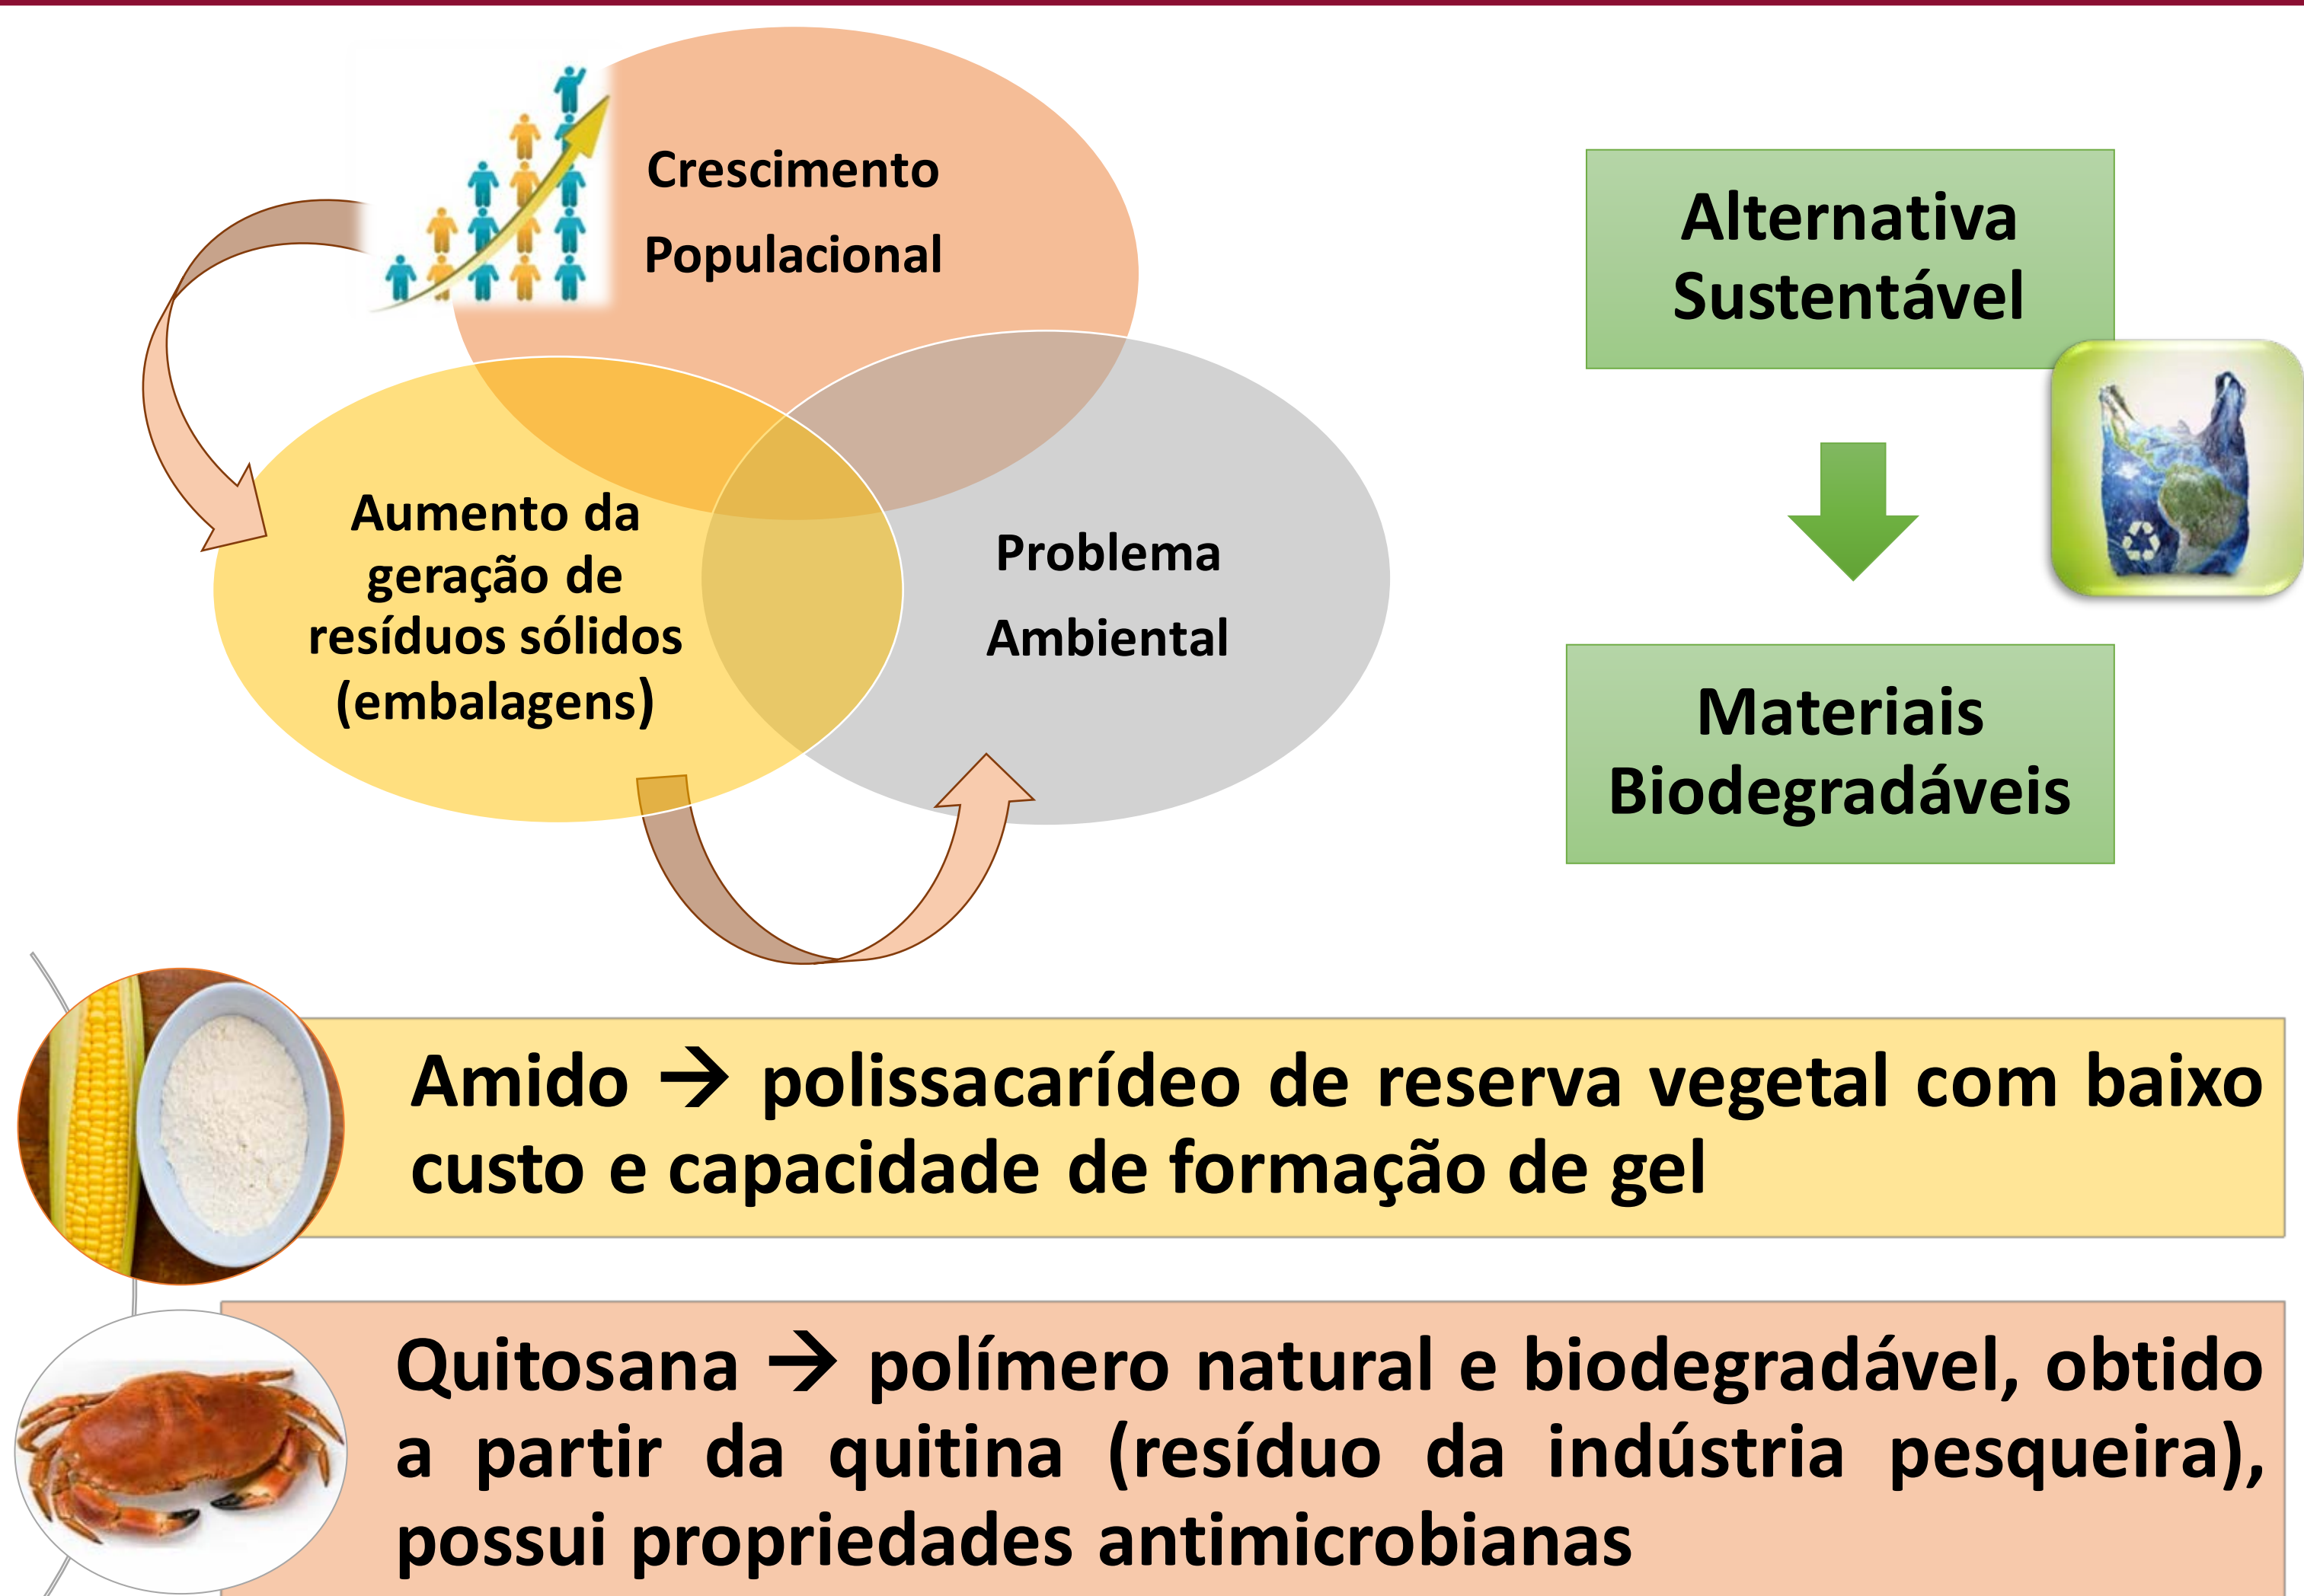 Crescimento
Populacional
Aumento da
geração de
resíduos sólidos
(embalagens)
Problema
Ambiental
Alternativa
Sustentável
Materiais
Biodegradáveis
Amido → polissacarídeo de reserva vegetal com baixo
custo e capacidade de formação de gel
Quitosana → polímero natural e biodegradável, obtido
a partir da quitina (resíduo da indústria pesqueira),
possui propriedades antimicrobianas